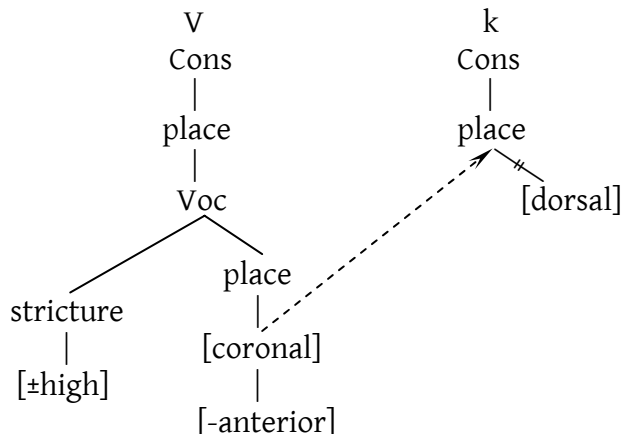 V k
Cons Cons
place place
Voc [dorsal]
place
stricture
[coronal]
[±high]
[-anterior]